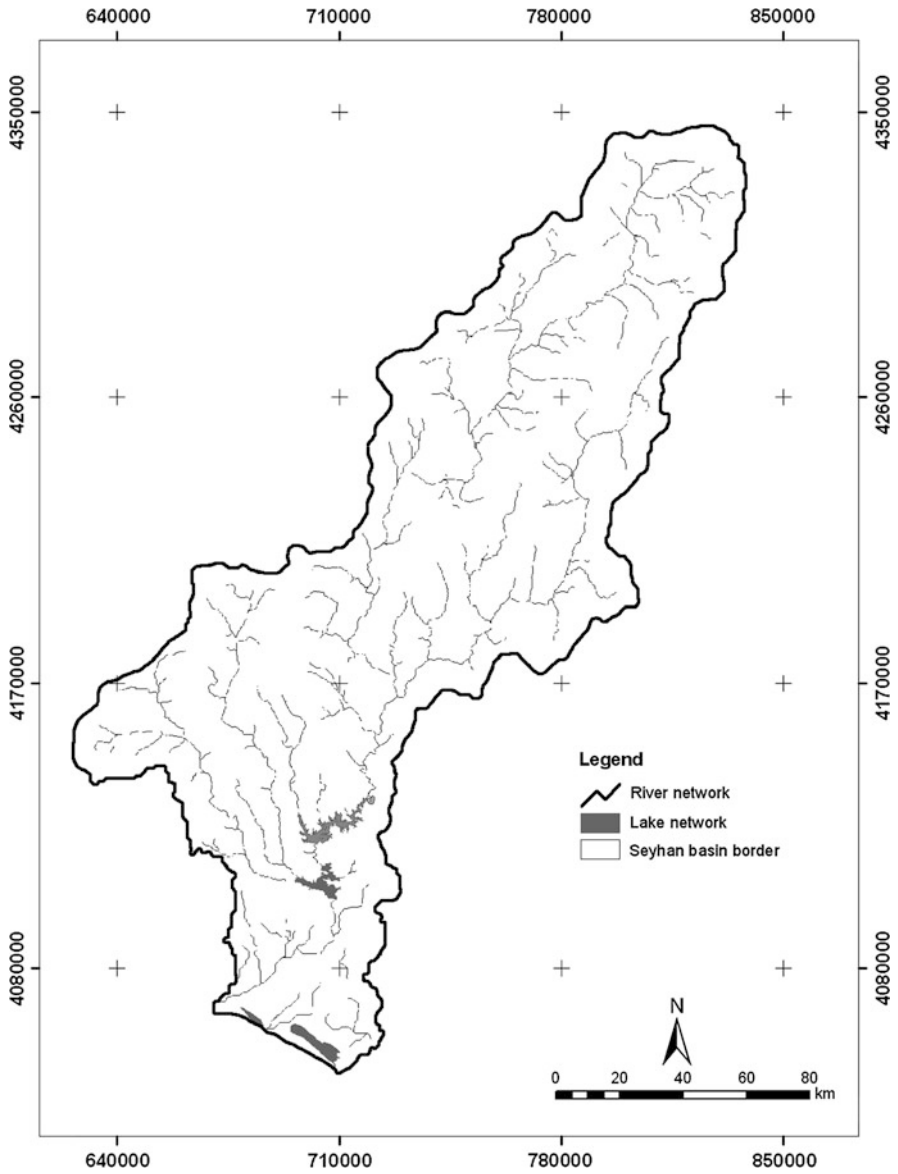 640000 710000 780000 850000
4350000 4350000
4260000 4260000
4170000 4170000
Legend
River network
Lake network
Seyhan basin border
4080000 4080000
N
0 20 40 60 80
km
640000 710000 780000 850000